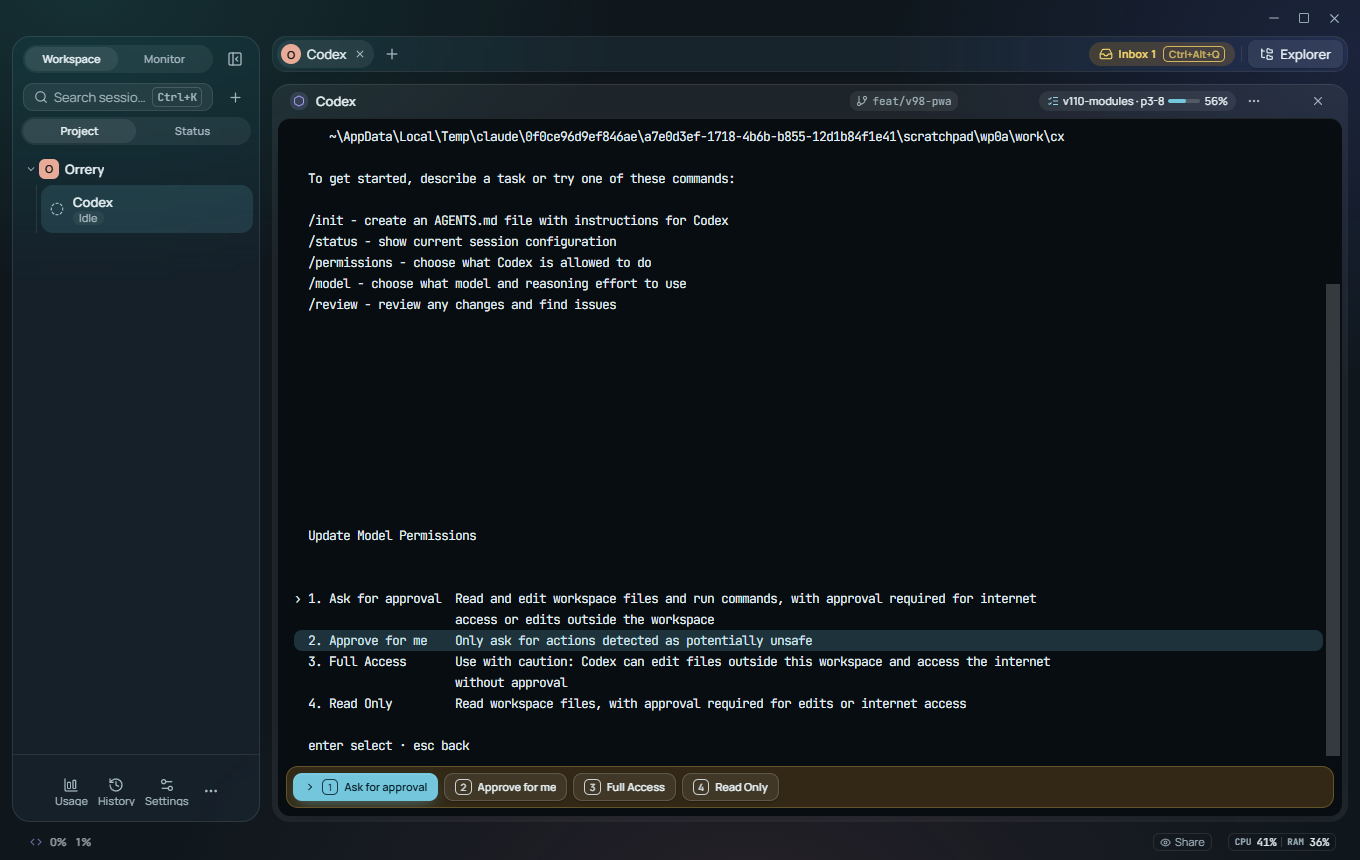 Workspace
Monitor
Search sessio...
Ctrl+K
Project
Status
O
Orrery
Codex
Idle
Usage
History
Settings
0% 1%
O
Codex
Inbox 1
Ctrl+Alt+Q
Explorer
Codex
feat/v98-pwa
v110-modules · p3-8
56%
~\AppData\Local\Temp\claude\0f0ce96d9ef846ae\a7e0d3ef-1718-4b6b-b855-12d1b84f1e41\scratchpad\wp0a\work\cx
To get started, describe a task or try one of these commands:
/init - create an AGENTS.md file with instructions for Codex
/status - show current session configuration
/permissions - choose what Codex is allowed to do
/model - choose what model and reasoning effort to use
/review - review any changes and find issues
Update Model Permissions
› 1. Ask for approval  Read and edit workspace files and run commands, with approval required for internet
access or edits outside the workspace
2. Approve for me  Only ask for actions detected as potentially unsafe
3. Full Access  Use with caution: Codex can edit files outside this workspace and access the internet
without approval
4. Read Only  Read workspace files, with approval required for edits or internet access
enter select · esc back
1 Ask for approval
2 Approve for me
3 Full Access
4 Read Only
Share
CPU 41% RAM 36%